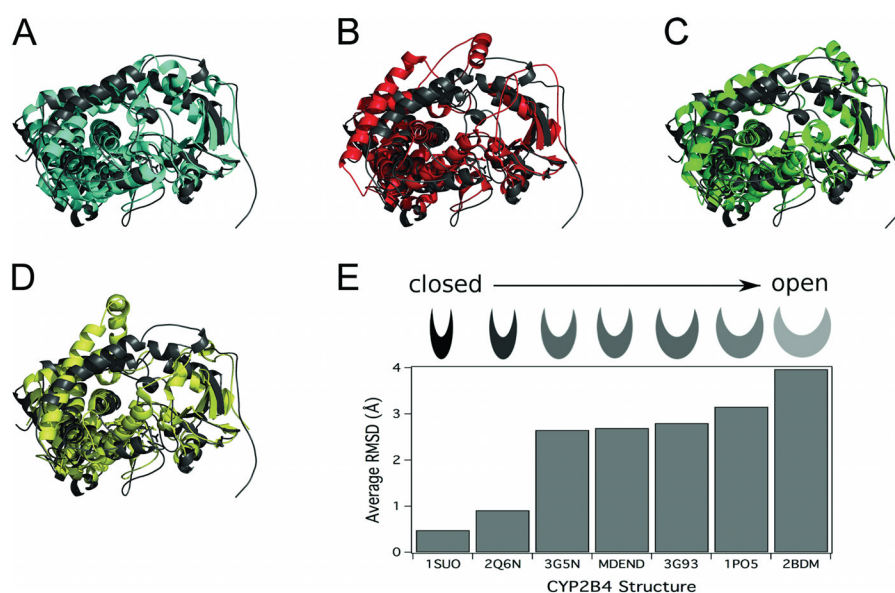 A
B
C
D
E
closed
open
4
3
2
1
0
Average RMSD (Å)
1SUO 2Q6N 3G5N MDEND 3G93 1PO5 2BDM
CYP2B4 Structure